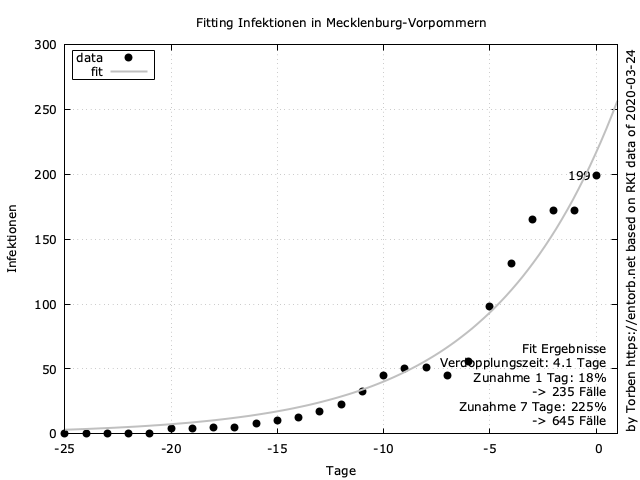 Fitting Infektionen in Mecklenburg-Vorpommern
300
250
200
150
100
50
0
Infektionen
data
fit
199
Fit Ergebnisse
Verdopplungszeit: 4.1 Tage
Zunahme 1 Tag: 18%
-> 235 Fälle
Zunahme 7 Tage: 225%
-> 645 Fälle
-25 -20 -15 -10 -5 0
Tage
by Torben https://entorb.net based on RKI data of 2020-03-24